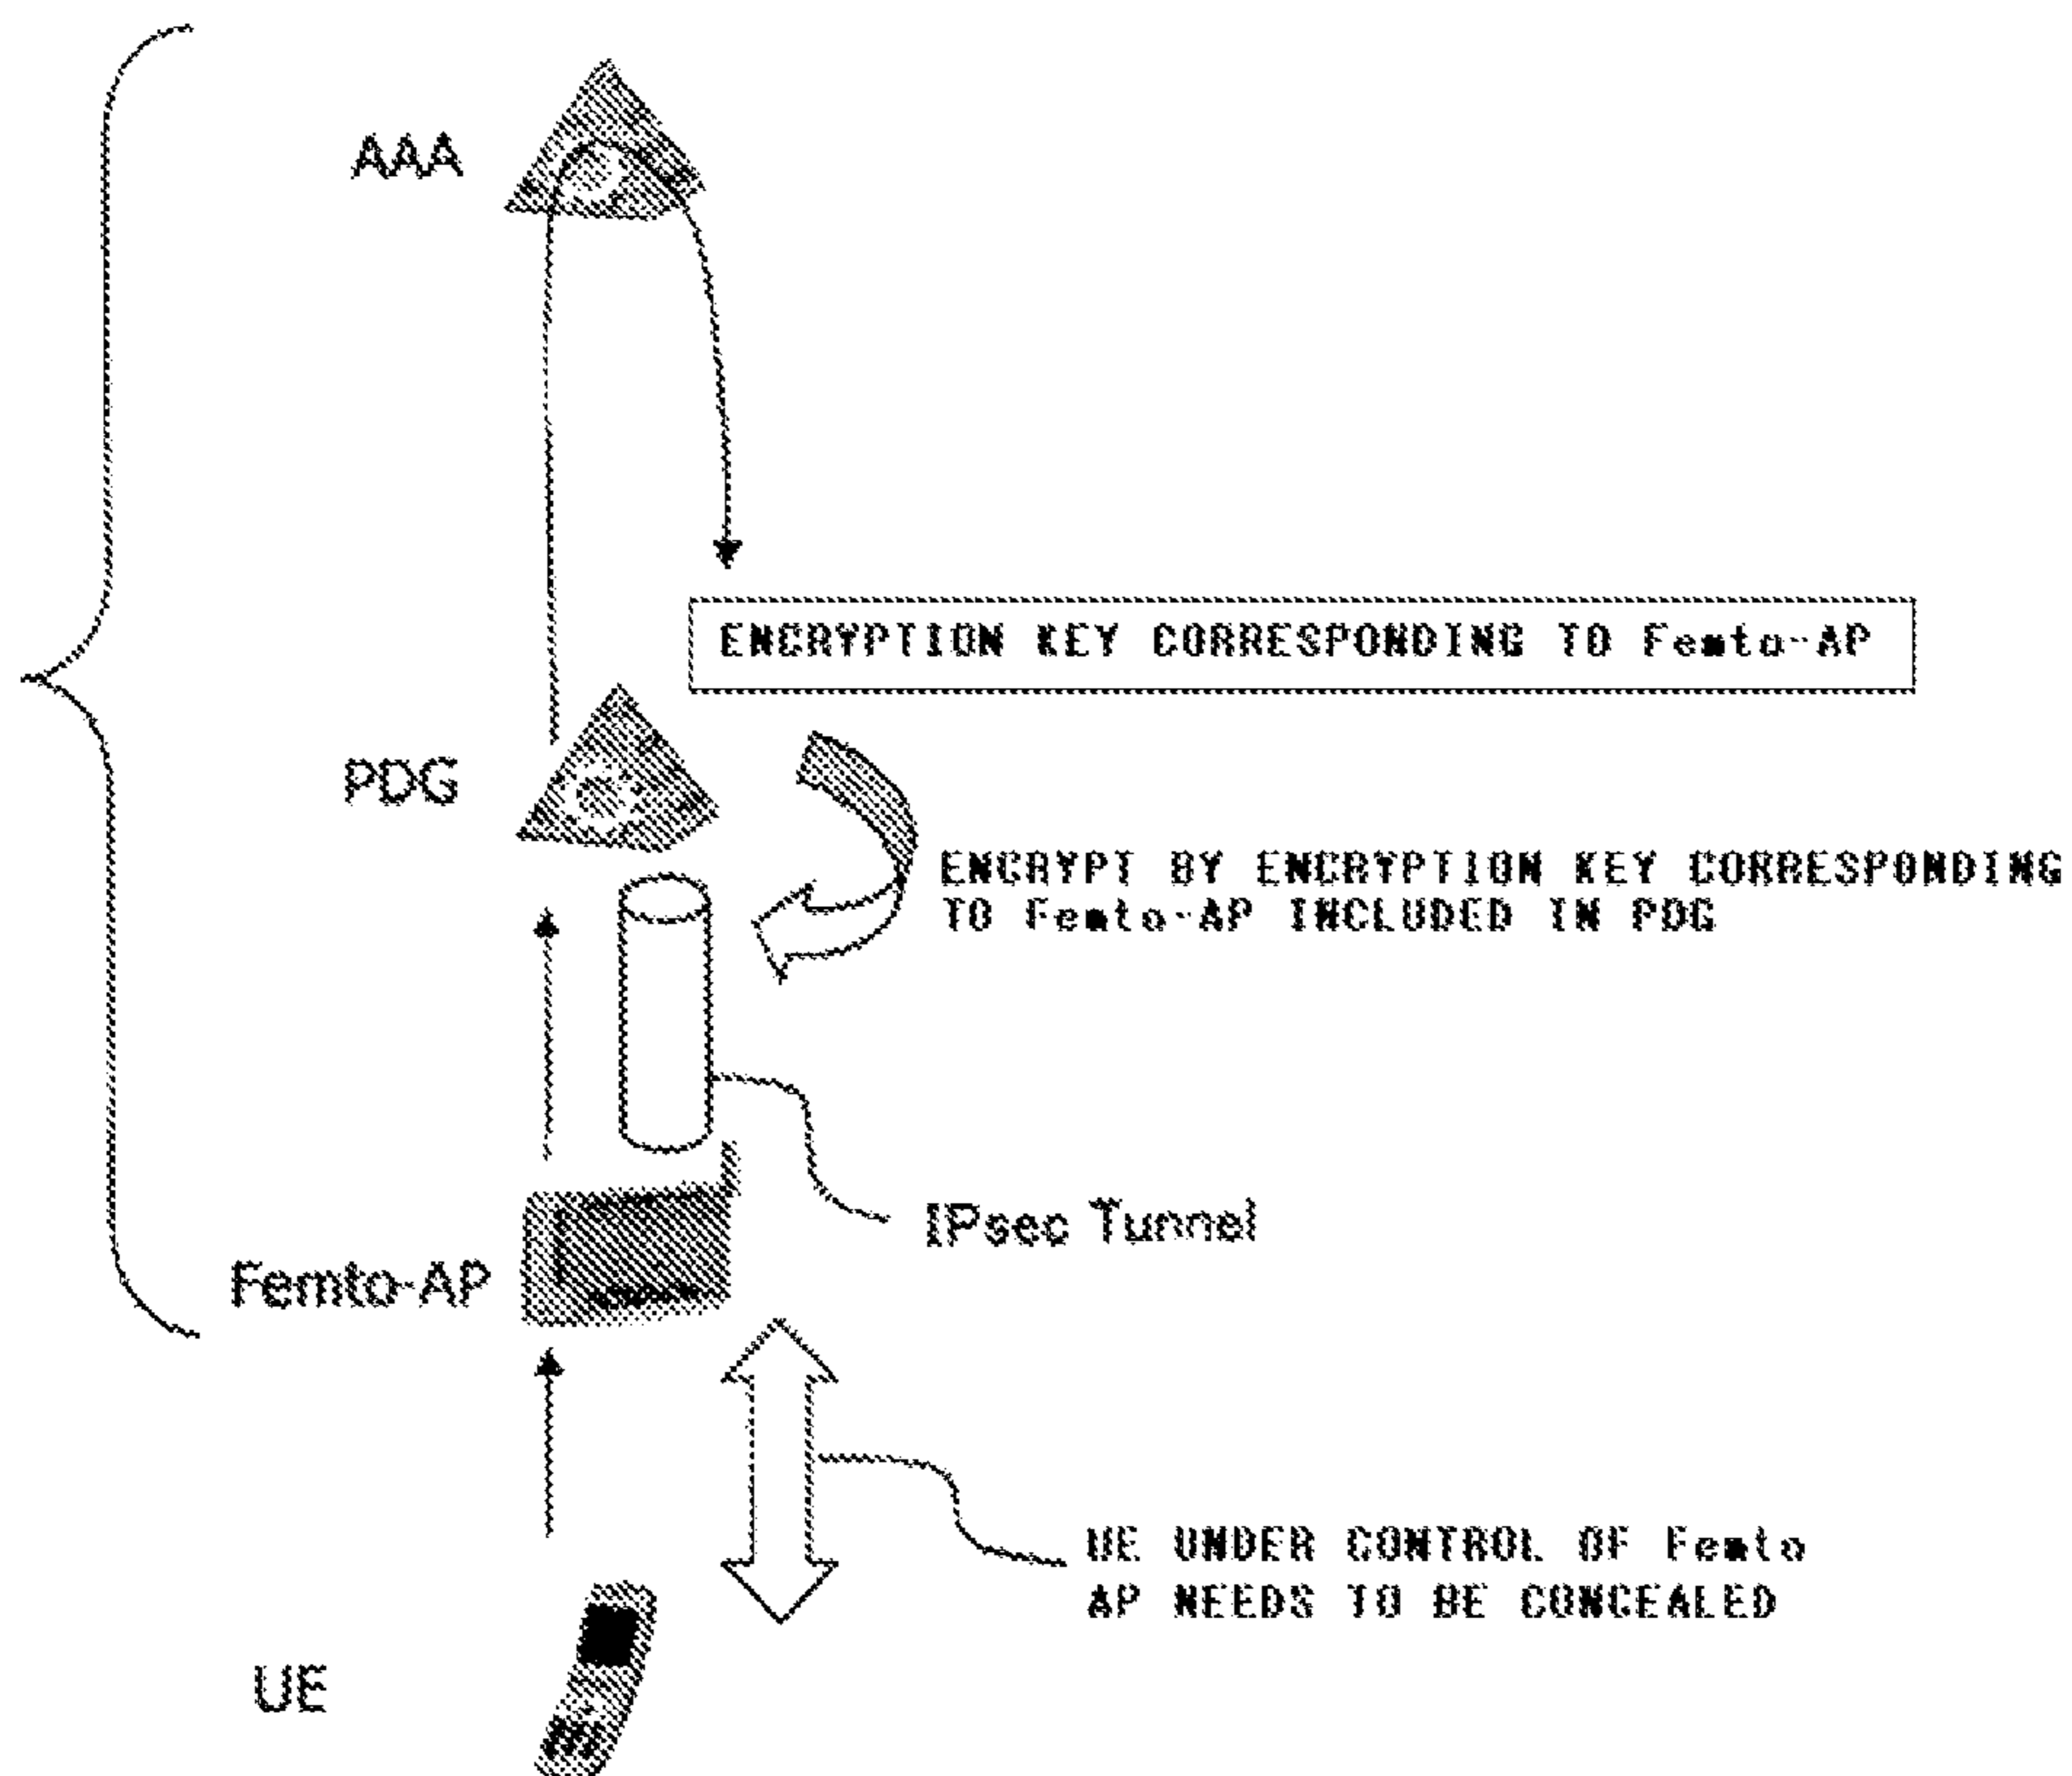 AAA
ENCRYPTION KEY CORRESPONDING TO Femto-AP
PDG
ENCRYPT BY ENCRYPTION KEY CORRESPONDING
TO Femto-AP INCLUDED IN PDG
IPsec Tunnel
Femto-AP
UE UNDER CONTROL OF Femto
AP NEEDS TO BE CONCEALED
UE